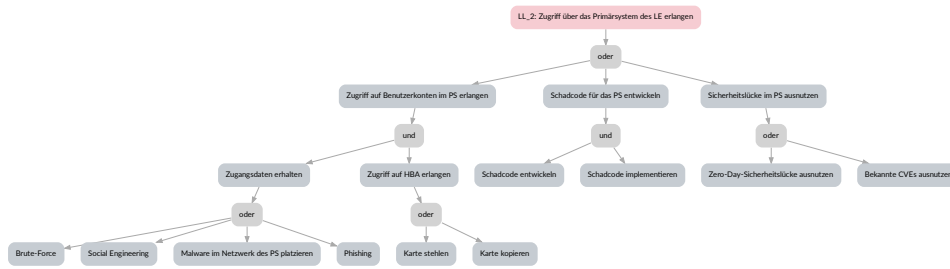 LL_2: Zugriff über das Primärsystem des LE erlangen
oder
Zugriff auf Benutzerkonten im PS erlangen
Schadcode für das PS entwickeln
Sicherheitslücke im PS ausnutzen
und
und
oder
Zugangsdaten erhalten
Zugriff auf HBA erlangen
Schadcode entwickeln
Schadcode implementieren
Zero-Day-Sicherheitslücke ausnutzen
Bekannte CVEs ausnutzen
oder
oder
Brute-Force
Social Engineering
Malware im Netzwerk des PS platzieren
Phishing
Karte stehlen
Karte kopieren